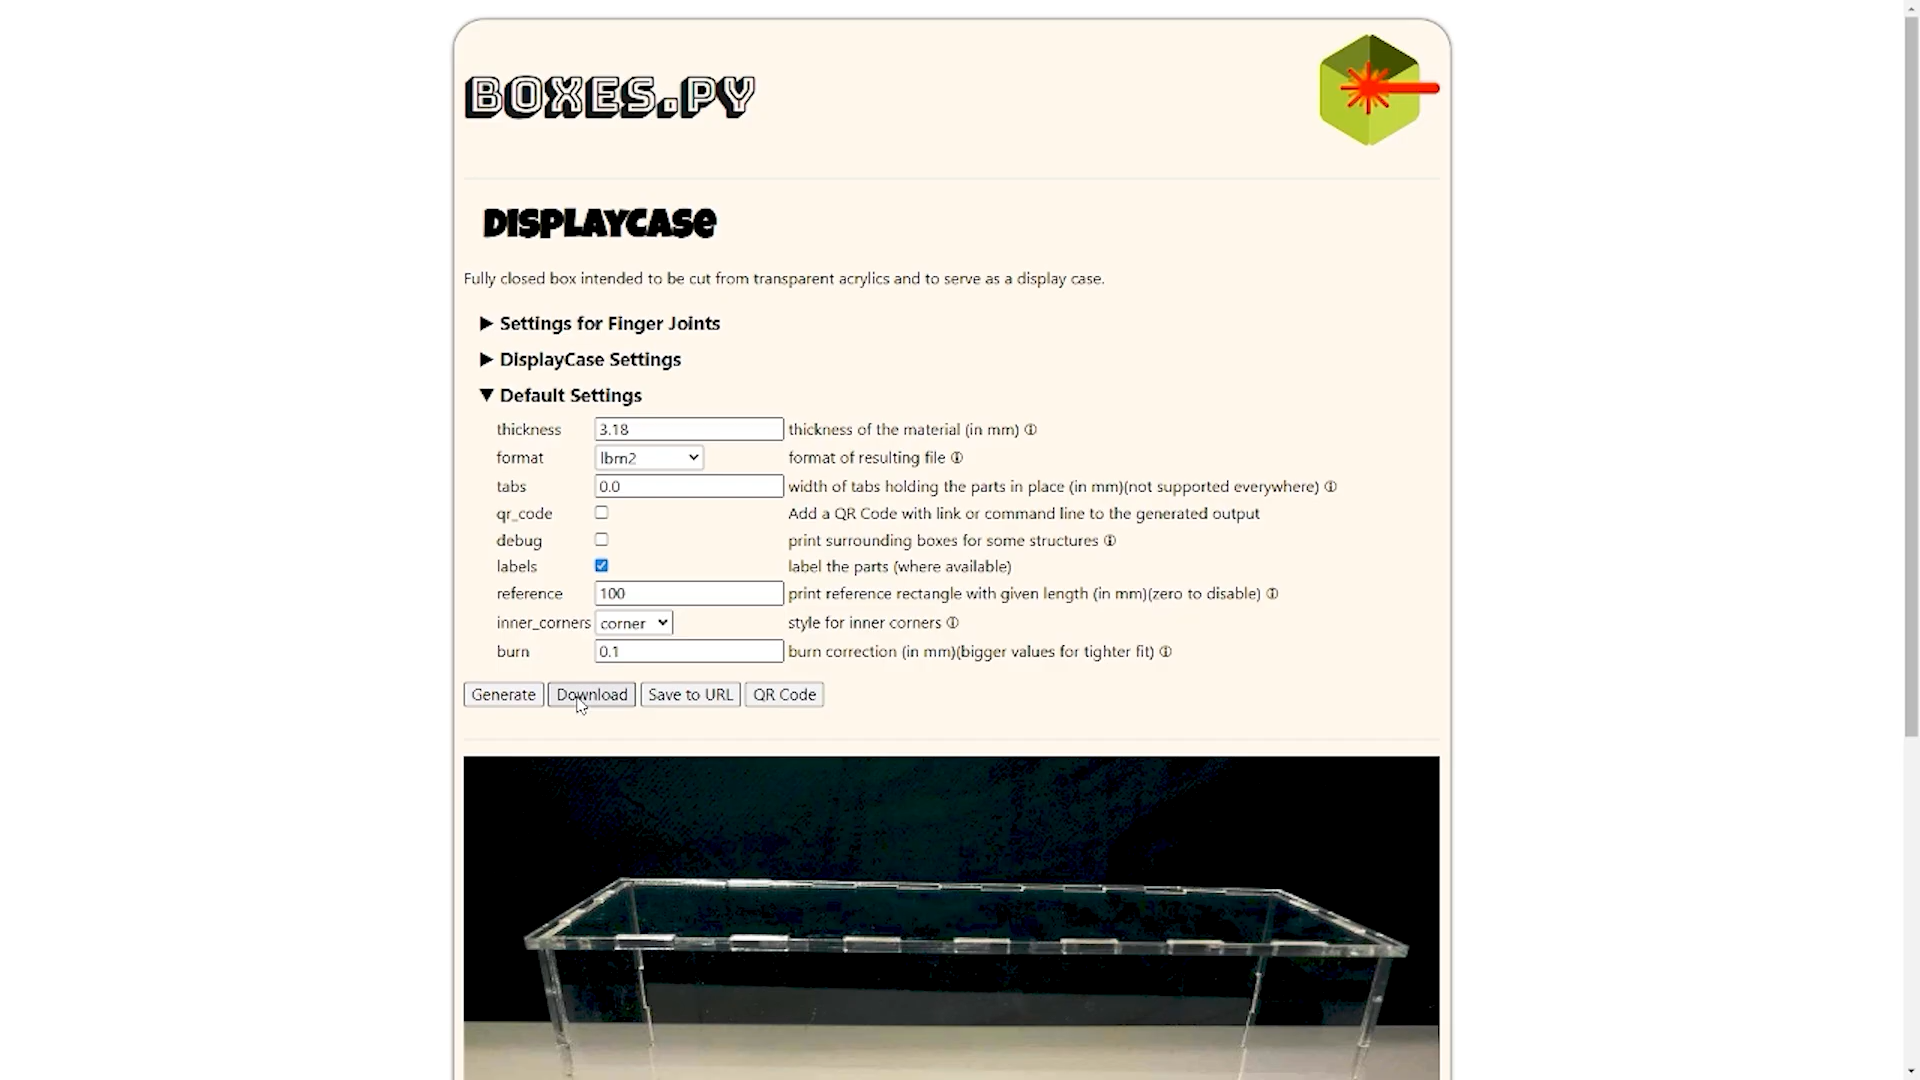 BOXES.PY
DISPLAYCASE
Fully closed box intended to be cut from transparent acrylics and to serve as a display case.
▶ Settings for Finger Joints
▶ DisplayCase Settings
▼ Default Settings
thickness 3.18 thickness of the material (in mm) ⓘ
format lbrn2 format of resulting file ⓘ
tabs 0.0 width of tabs holding the parts in place (in mm)(not supported everywhere) ⓘ
qr_code Add a QR Code with link or command line to the generated output
debug print surrounding boxes for some structures ⓘ
labels label the parts (where available)
reference 100 print reference rectangle with given length (in mm)(zero to disable) ⓘ
inner_corners corner style for inner corners ⓘ
burn 0.1 burn correction (in mm)(bigger values for tighter fit) ⓘ
Generate Download Save to URL QR Code